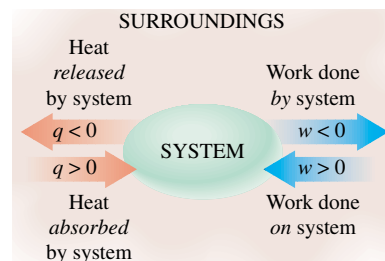 SURROUNDINGS
Heat
released
by system
Work done
by system
q < 0
w < 0
SYSTEM
q > 0
w > 0
Heat
absorbed
by system
Work done
on system